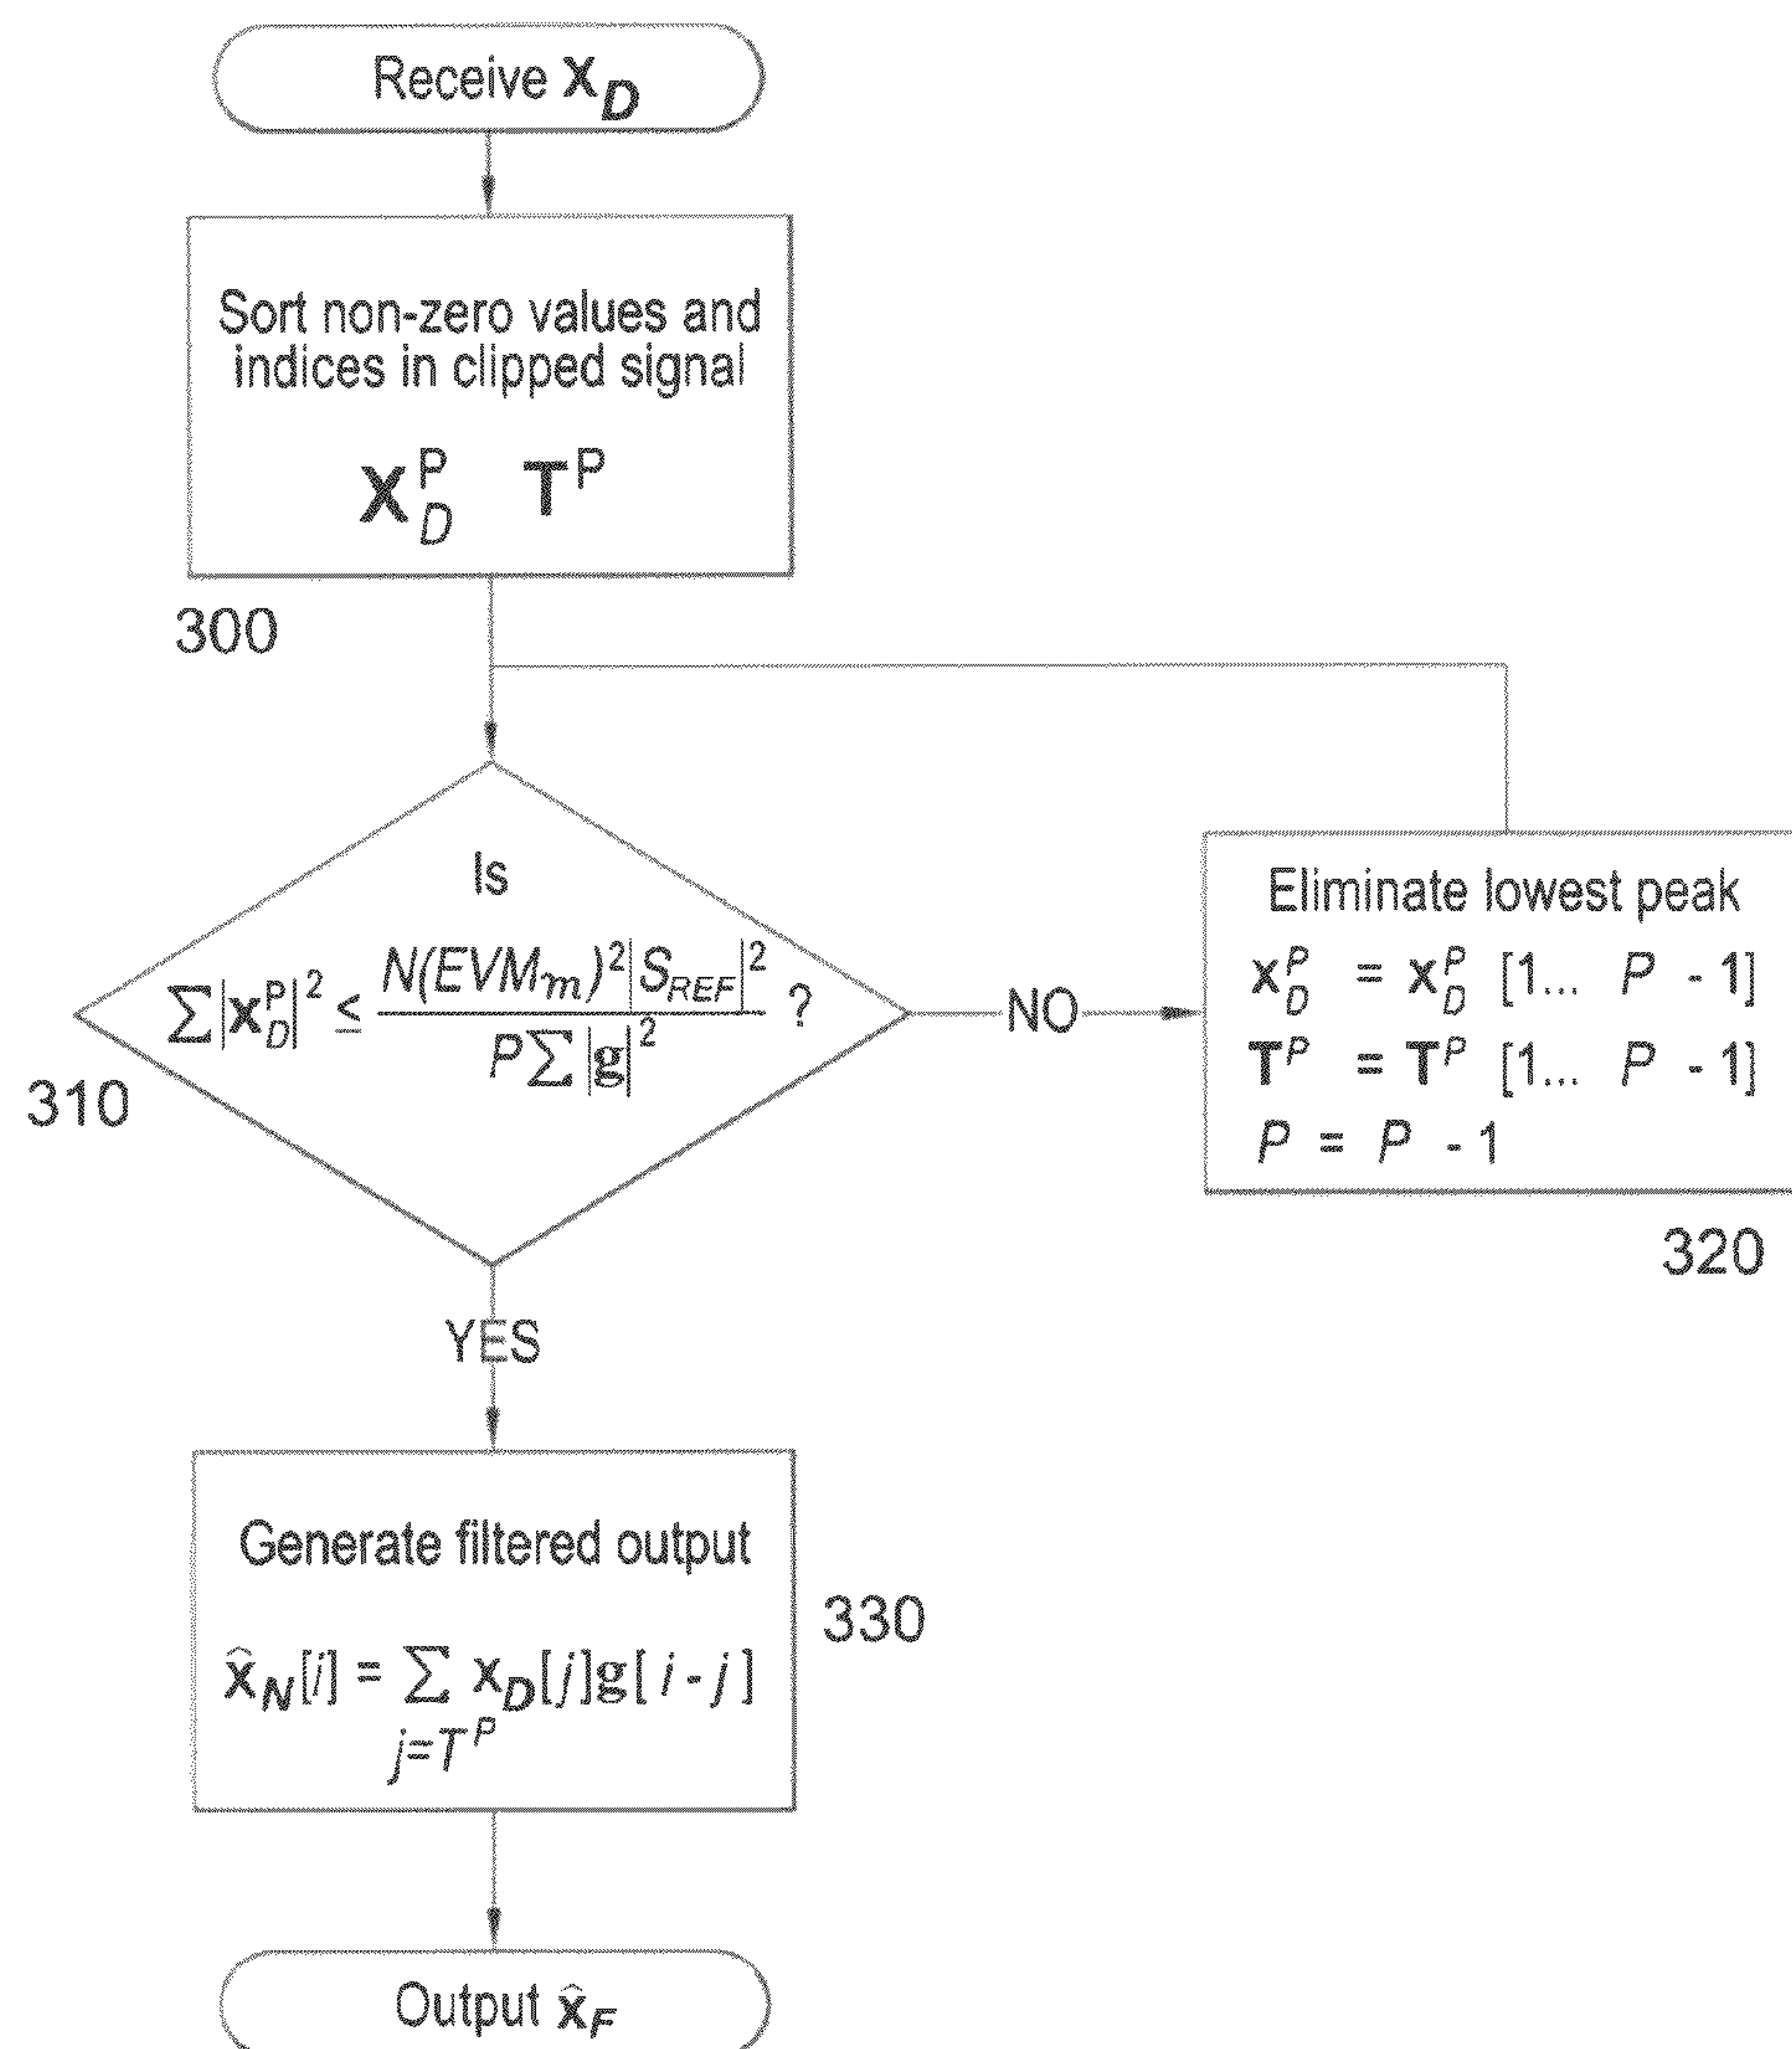 Receive X_D
Sort non-zero values and
indices in clipped signal
X_D^P T^P
300
Is
∑|x_D^P|² ≤ N(EVM_m)²|S_REF|² / P∑|g|² ?
310
NO
Eliminate lowest peak
x_D^P = x_D^P [1... P - 1]
T^P = T^P [1... P - 1]
P = P - 1
320
YES
Generate filtered output
x̂_N[i] = ∑ x_D[j]g[i - j]
j=T^P
330
Output x̂_F